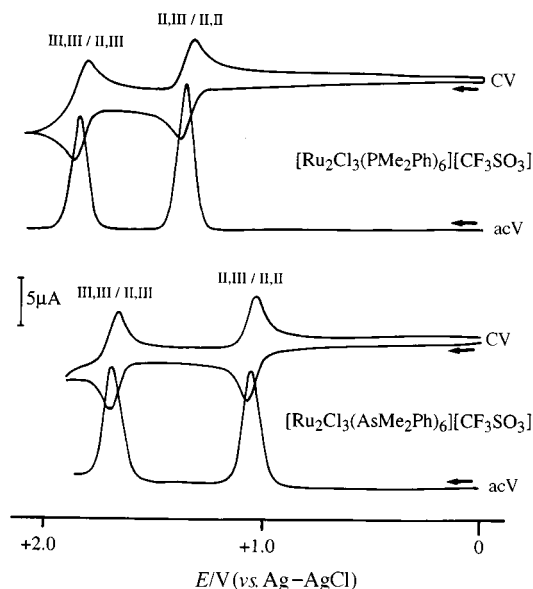 II,III / II,II
III,III / II,III
CV
[Ru₂Cl₃(PMe₂Ph)₆][CF₃SO₃]
acV
5µA
III,III / II,III
II,III / II,II
CV
[Ru₂Cl₃(AsMe₂Ph)₆][CF₃SO₃]
acV
+2.0 +1.0 0
E/V (vs. Ag–AgCl)